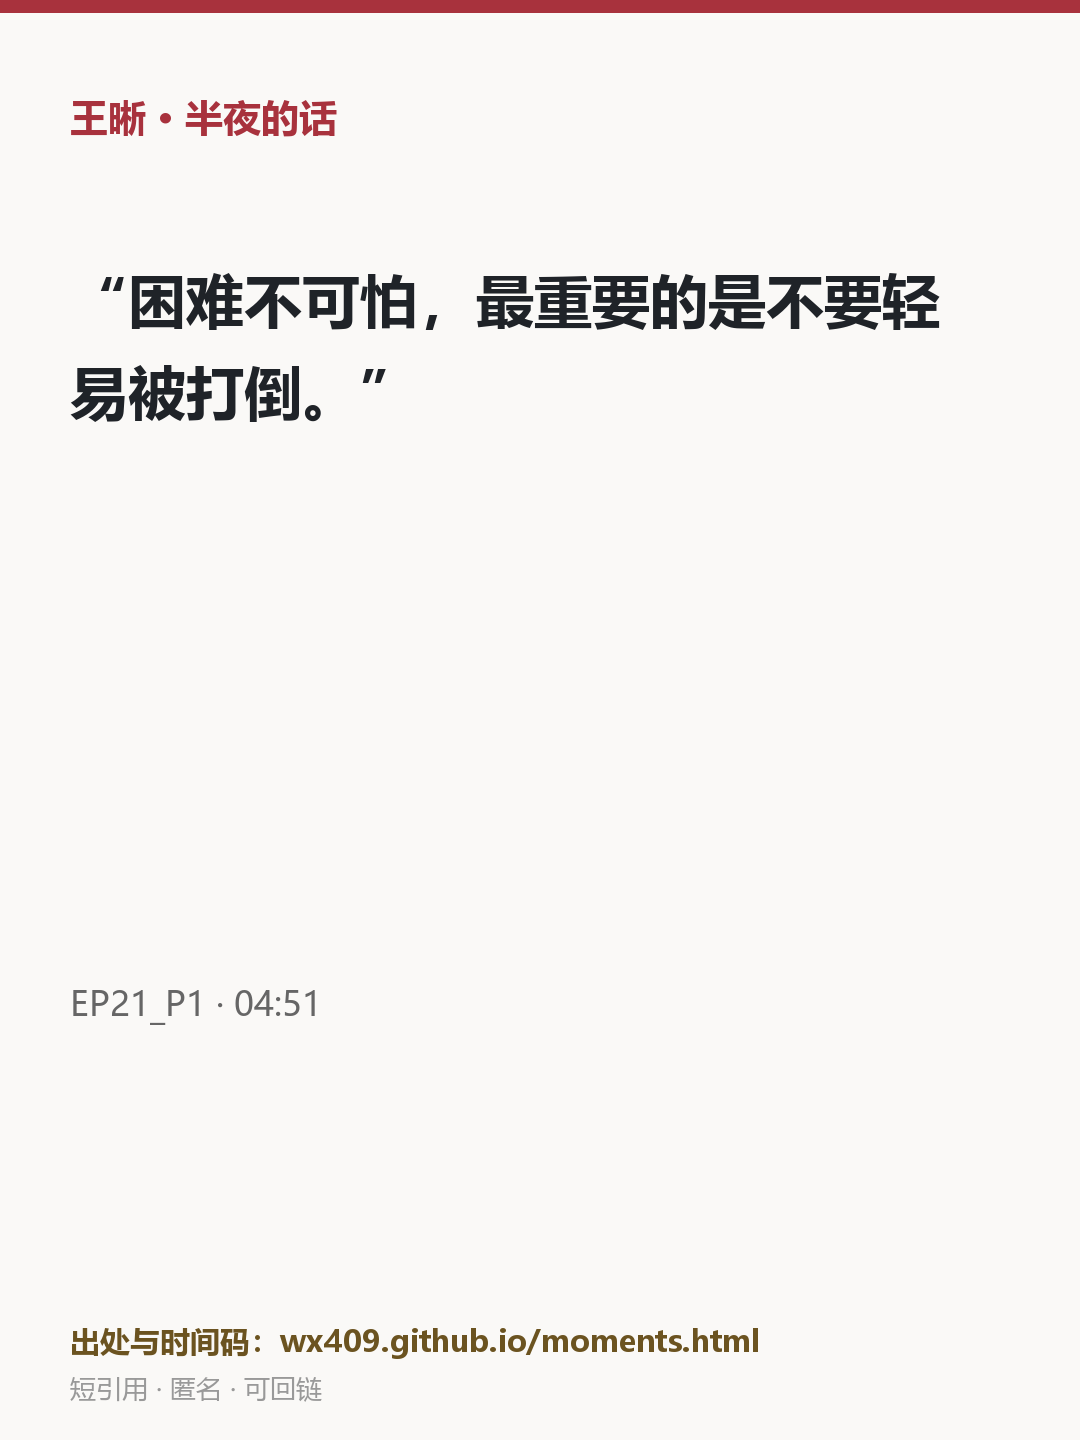 王晰·半夜的话
“困难不可怕，最重要的是不要轻
易被打倒。”
EP21_P1 · 04:51
出处与时间码：wx409.github.io/moments.html
短引用 · 匿名 · 可回链